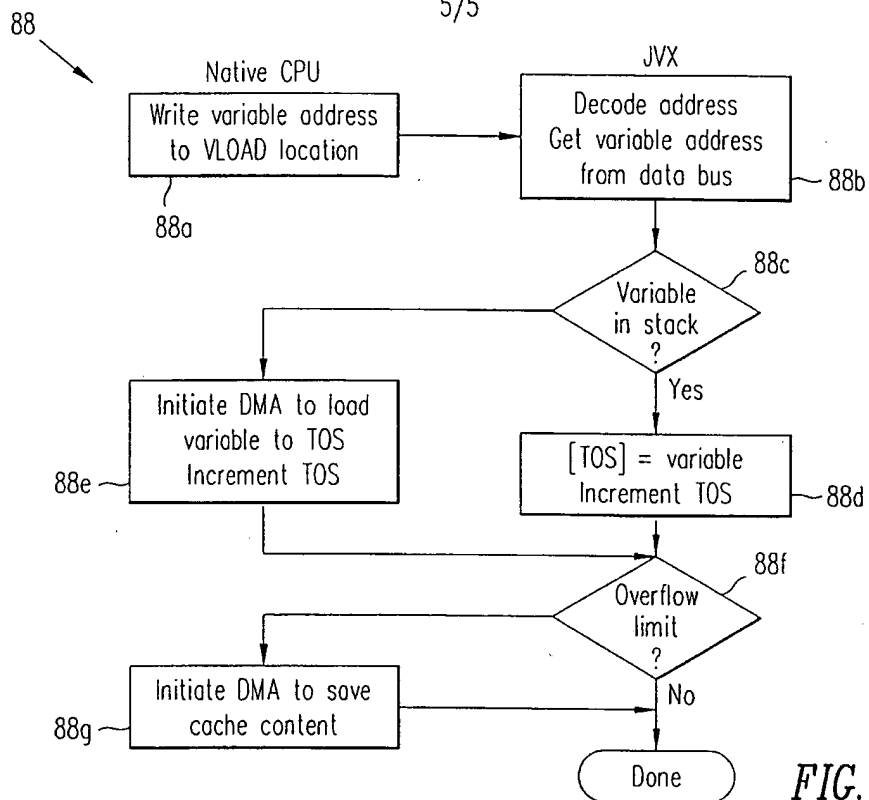 5/5
88
Native CPU
JVX
Write variable address
to VLOAD location
88a
Decode address
Get variable address
from data bus
88b
Variable
in stack
?
88c
Yes
Initiate DMA to load
variable to TOS
Increment TOS
88e
[TOS] = variable
Increment TOS
88d
Overflow
limit
?
88f
No
Initiate DMA to save
cache content
88g
Done
FIG.